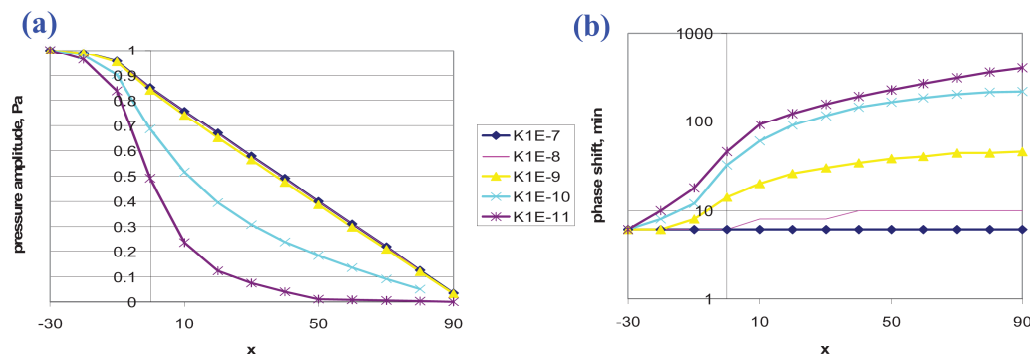 (a)
1
0.9
0.8
0.7
0.6
0.5
0.4
0.3
0.2
0.1
0
pressure amplitude, Pa
-30
10
50
90
x
K1E-7
K1E-8
K1E-9
K1E-10
K1E-11
(b)
1000
100
10
1
phase shift, min
-30
10
50
90
x